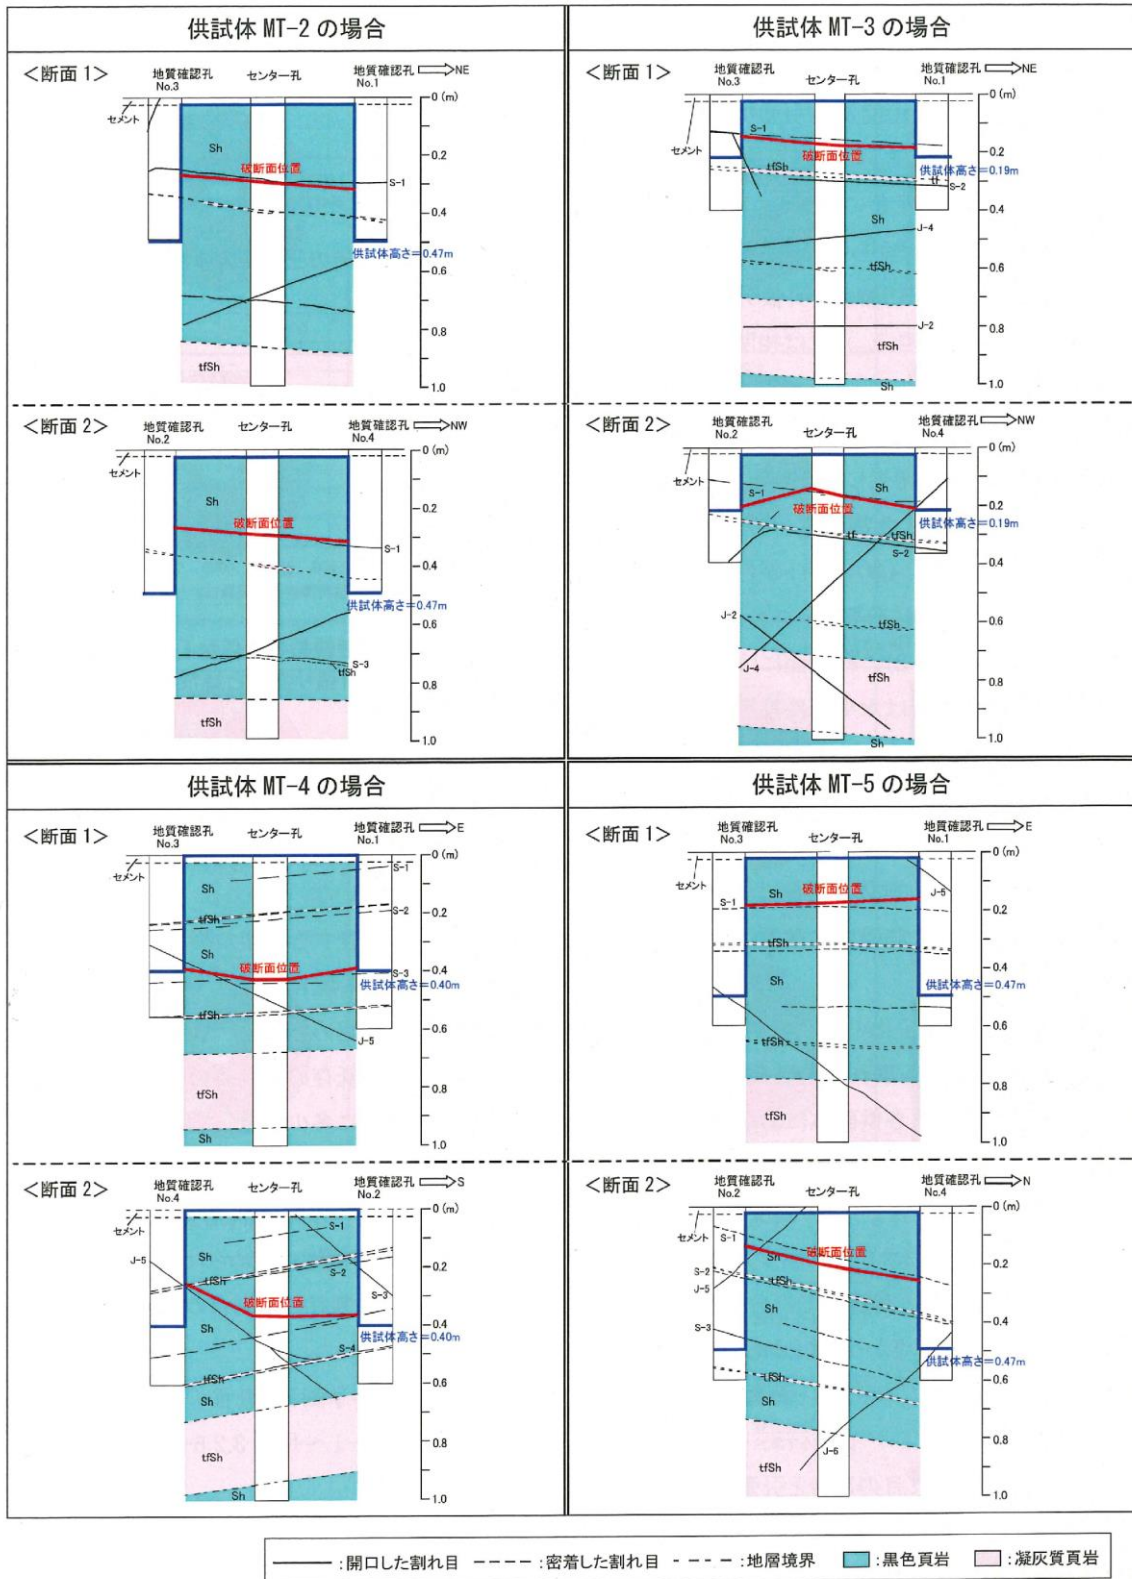 供試体 MT-2 の場合
<断面 1>
地質確認孔 No.3
センター孔
地質確認孔 No.1
NE
0 (m)
セメント
Sh
0.2
破断面位置
S-1
0.4
供試体高さ=0.47m
0.6
0.8
tfSh
1.0
<断面 2>
地質確認孔 No.2
センター孔
地質確認孔 No.4
NW
0 (m)
セメント
Sh
0.2
破断面位置
S-1
0.4
供試体高さ=0.47m
0.6
S-3
tfSh
0.8
tfSh
1.0
供試体 MT-3 の場合
<断面 1>
地質確認孔 No.3
センター孔
地質確認孔 No.1
NE
0 (m)
セメント
S-1
破断面位置
0.2
tfSh
供試体高さ=0.19m
tf
S-2
Sh
0.4
J-4
tfSh
0.6
J-2
0.8
tfSh
Sh
1.0
<断面 2>
地質確認孔 No.2
センター孔
地質確認孔 No.4
NW
0 (m)
セメント
S-1
Sh
破断面位置
0.2
供試体高さ=0.19m
tf
tfSh
S-2
0.4
J-2
0.6
tfSh
J-4
tfSh
0.8
Sh
1.0
供試体 MT-4 の場合
<断面 1>
地質確認孔 No.3
センター孔
地質確認孔 No.1
E
0 (m)
セメント
S-1
Sh
S-2
0.2
tfSh
Sh
破断面位置
S-3
0.4
供試体高さ=0.40m
tfSh
J-5
0.6
tfSh
0.8
Sh
1.0
<断面 2>
地質確認孔 No.4
センター孔
地質確認孔 No.2
S
0 (m)
セメント
S-1
J-5
Sh
S-2
0.2
tfSh
S-3
破断面位置
Sh
0.4
供試体高さ=0.40m
S-4
tfSh
0.6
Sh
tfSh
0.8
Sh
1.0
供試体 MT-5 の場合
<断面 1>
地質確認孔 No.3
センター孔
地質確認孔 No.1
E
0 (m)
セメント
Sh
破断面位置
J-5
S-1
0.2
tfSh
Sh
0.4
供試体高さ=0.47m
tfSh
0.6
0.8
tfSh
1.0
<断面 2>
地質確認孔 No.2
センター孔
地質確認孔 No.4
N
0 (m)
セメント
S-1
破断面位置
Sh
S-2
0.2
tfSh
J-5
Sh
S-3
0.4
供試体高さ=0.47m
tfSh
0.6
Sh
0.8
tfSh
J-6
1.0
:開口した割れ目
:密着した割れ目
:地層境界
:黒色頁岩
:凝灰質頁岩